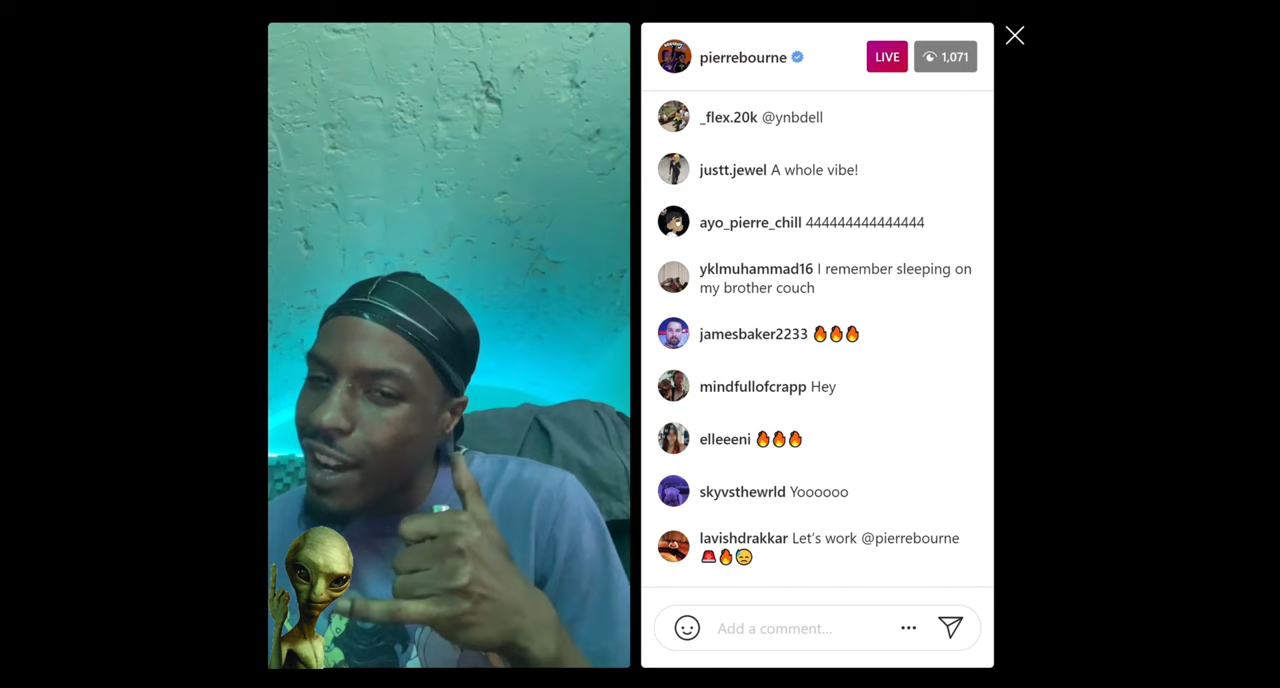 pierrebourne
LIVE
1,071
_flex.20k @ynbdell
justt.jewel A whole vibe!
ayo_pierre_chill 444444444444444
yklmuhammad16 I remember sleeping on
my brother couch
jamesbaker2233 🔥🔥🔥
mindfullofcrapp Hey
elleeeni 🔥🔥🔥
skyvsthewrld Yoooooo
lavishdrakkar Let's work @pierrebourne
🚨🔥😓
Add a comment...